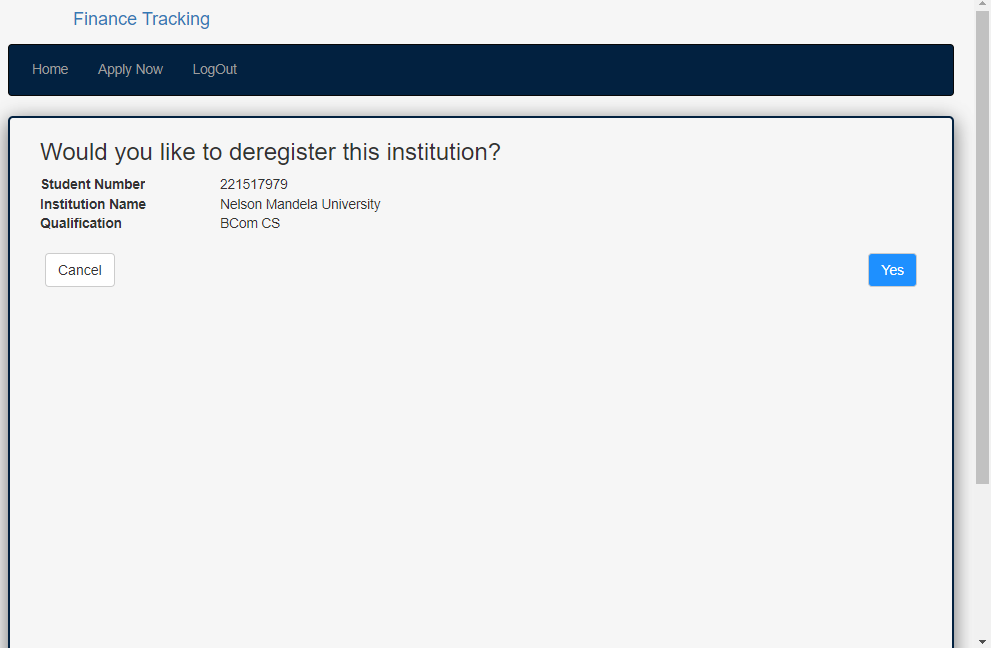 Finance Tracking
Home Apply Now LogOut
Would you like to deregister this institution?
Student Number 221517979
Institution Name Nelson Mandela University
Qualification BCom CS
Cancel Yes